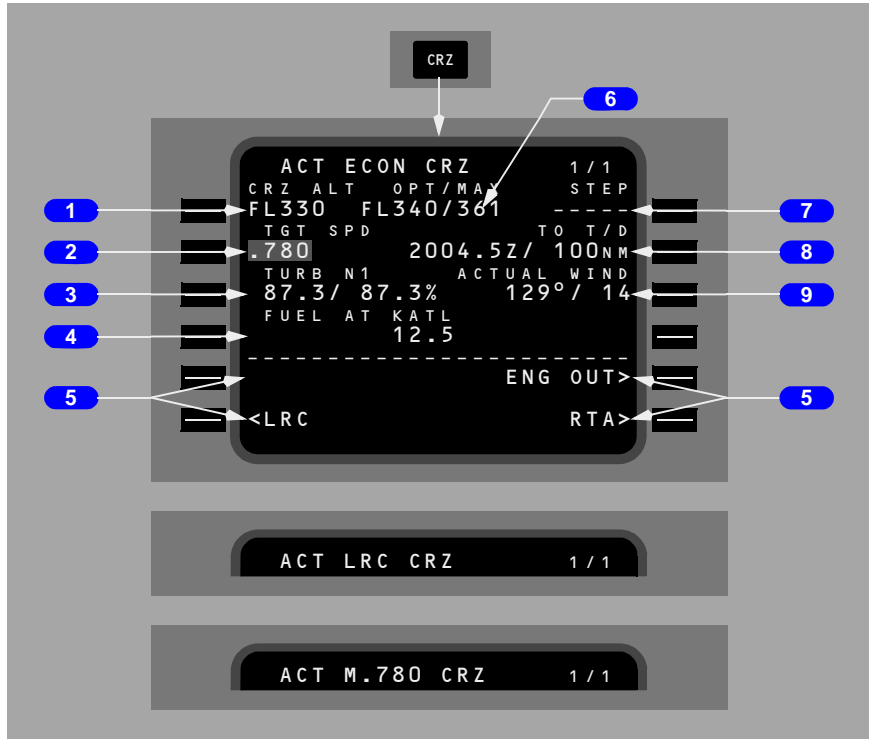 CRZ
6
ACT ECON CRZ 1/1
CRZ ALT OPT/MAX STEP
1 FL330 FL340/361 ----- 7
TGT SPD TO T/D
2 .780 2004.5Z/ 100NM 8
TURB N1 ACTUAL WIND
3 87.3/ 87.3% 129°/ 14 9
FUEL AT KATL
4 12.5
------------------------
ENG OUT>
5 5
<LRC RTA>
ACT LRC CRZ 1/1
ACT M.780 CRZ 1/1